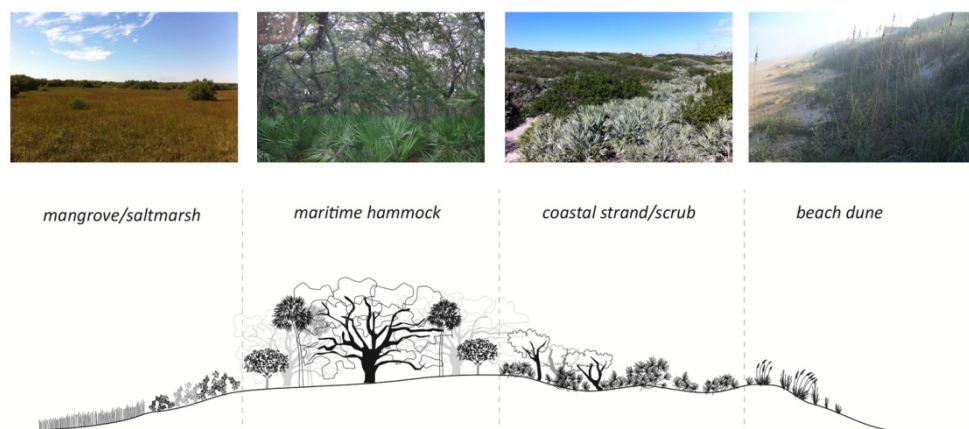 mangrove/saltmarsh
maritime hammock
coastal strand/scrub
beach dune